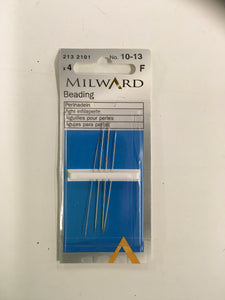 213 2101 No. 10-13
4 F
MILWARD
Beading
Perlnadeln
Aghi infilaperle
Aiguilles pour perles
Agujas para perlas